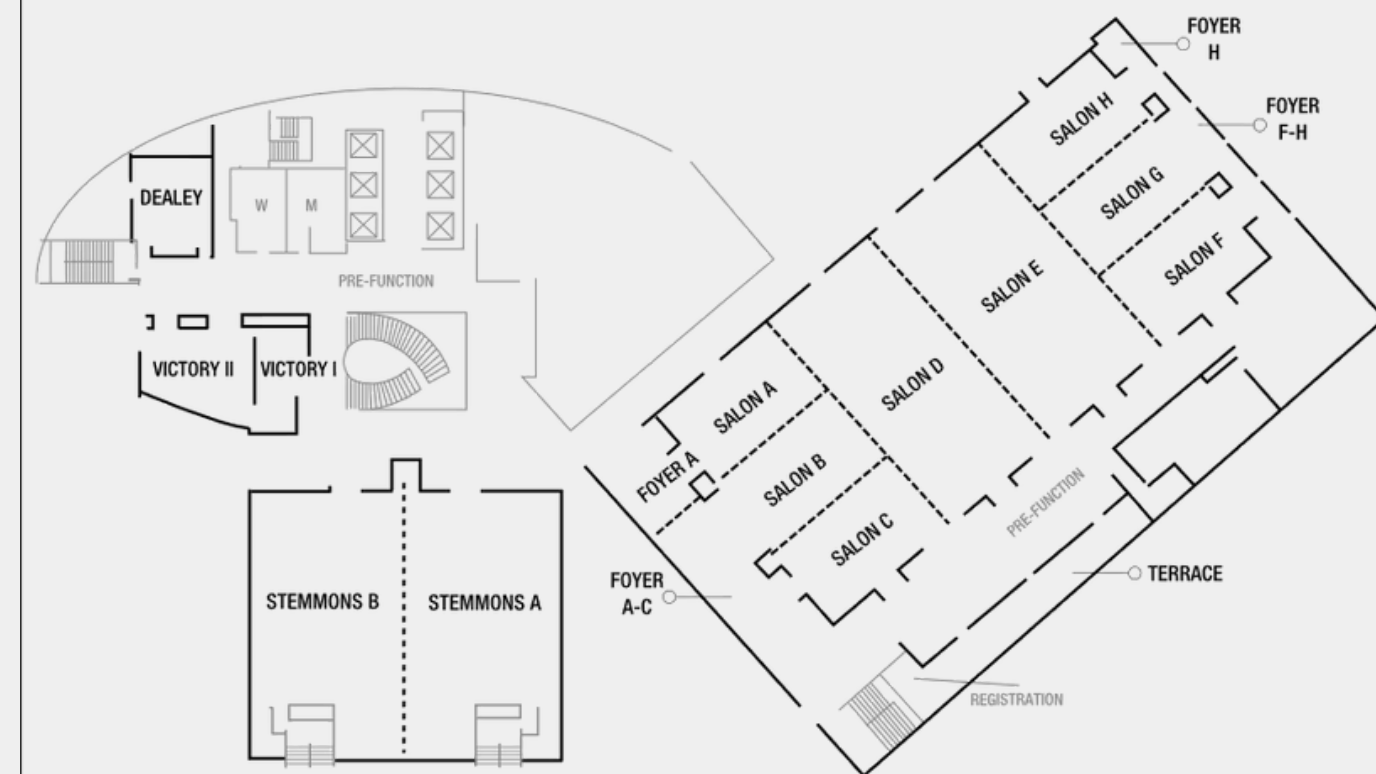 FOYER
H
FOYER
F-H
SALON H
SALON G
SALON F
SALON E
SALON D
SALON A
SALON B
SALON C
FOYER A
DEALEY
W
M
PRE-FUNCTION
VICTORY II
VICTORY I
PRE-FUNCTION
STEMMONS B
STEMMONS A
FOYER
A-C
TERRACE
REGISTRATION